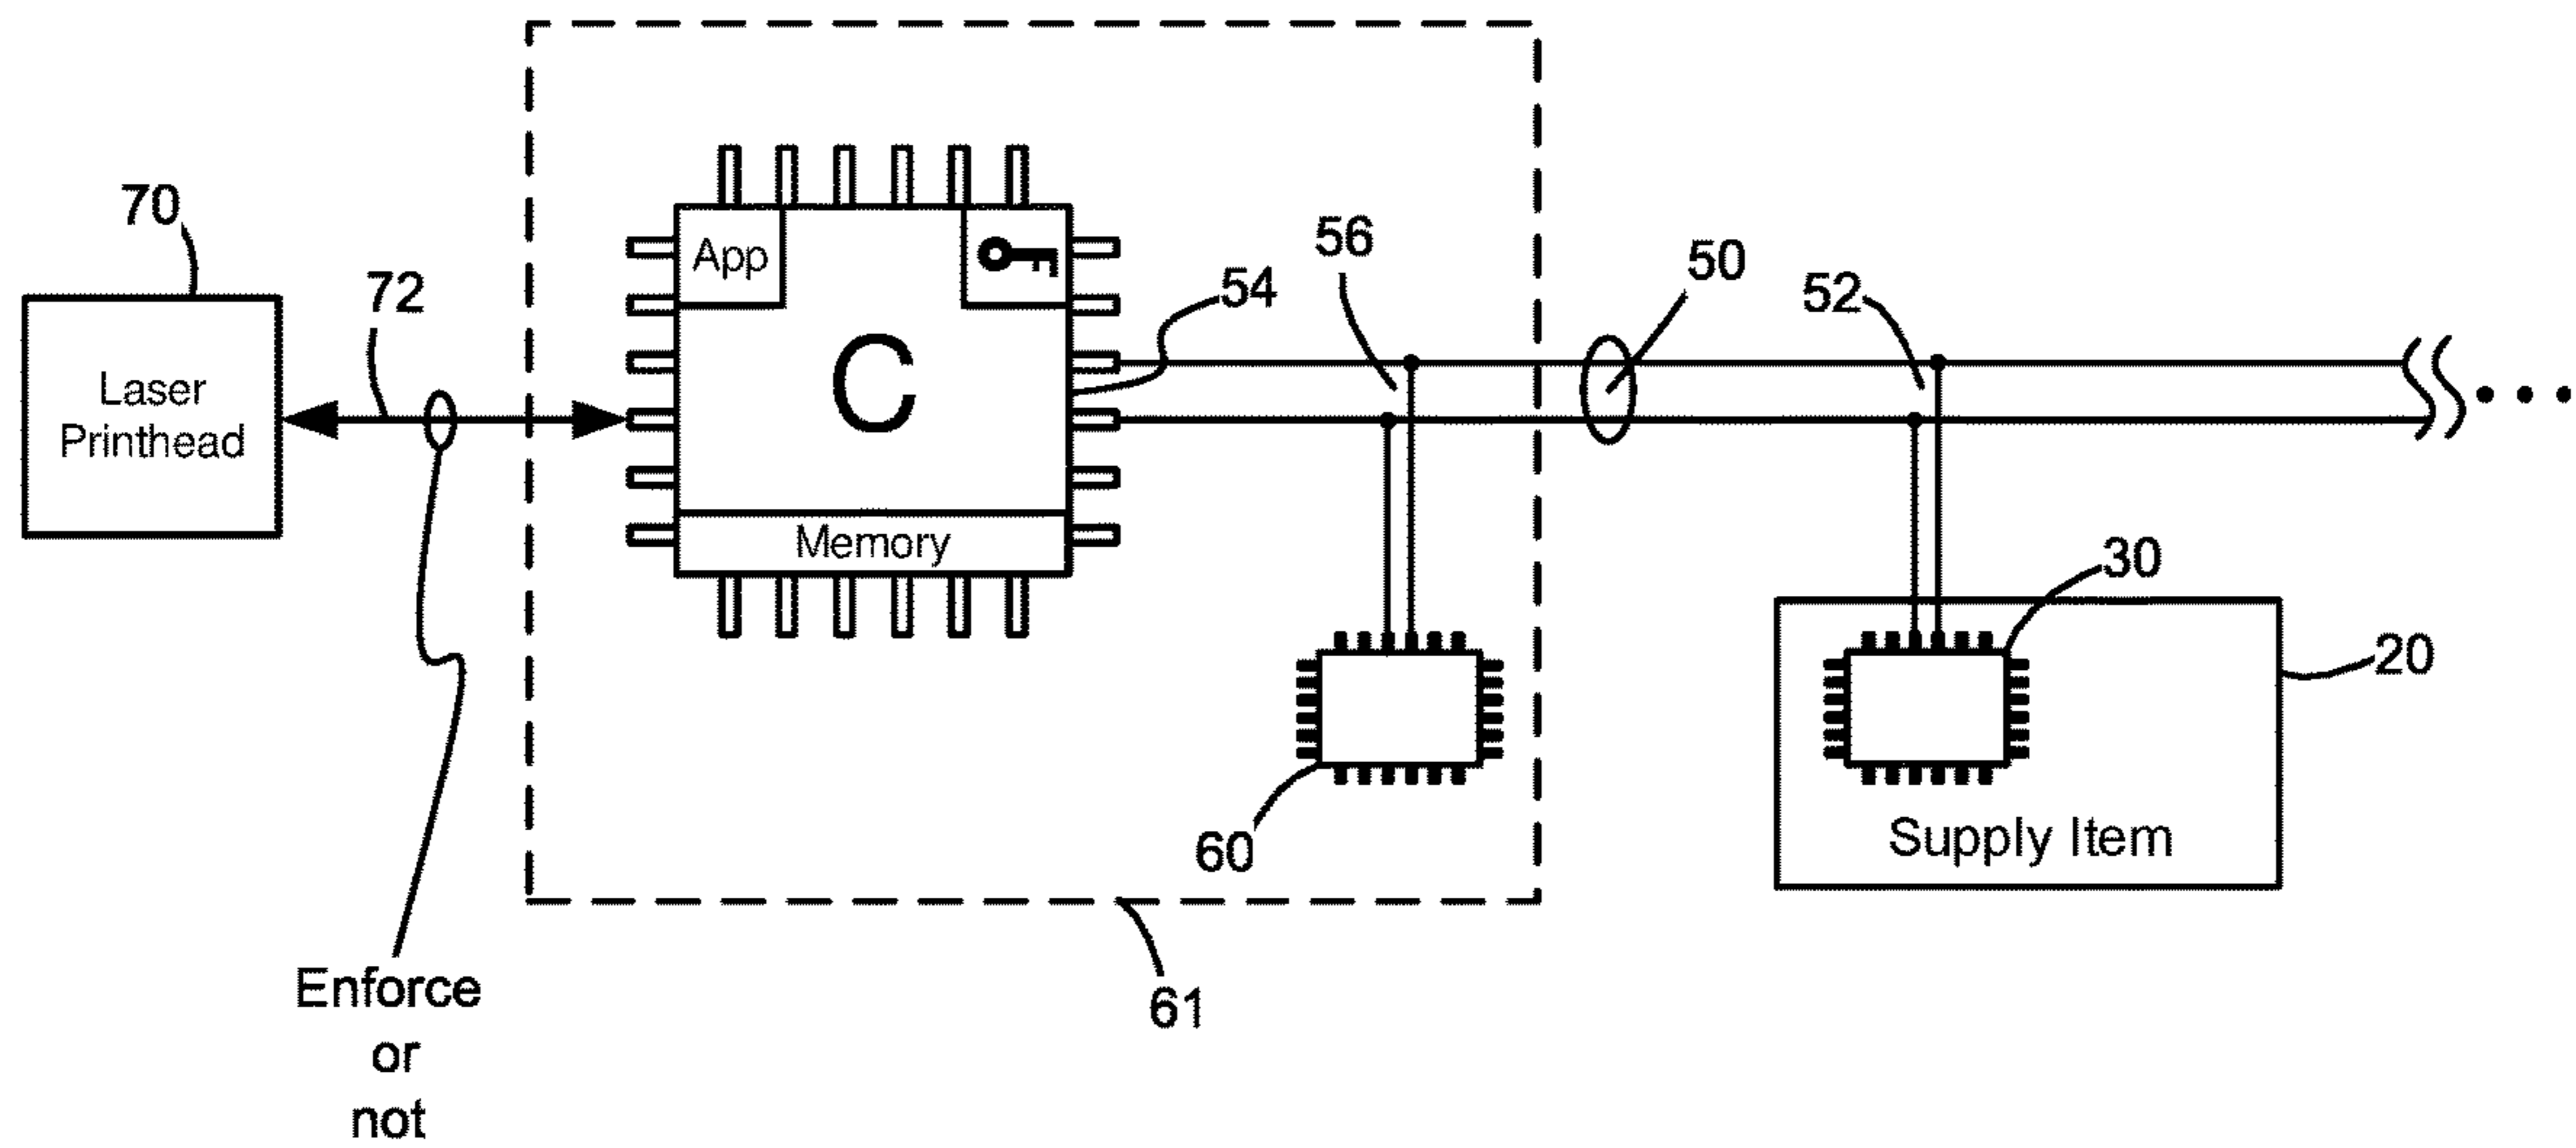 70
72
Laser
Printhead
App
C
Memory
54
56
50
52
30
20
Supply Item
60
61
Enforce
or
not